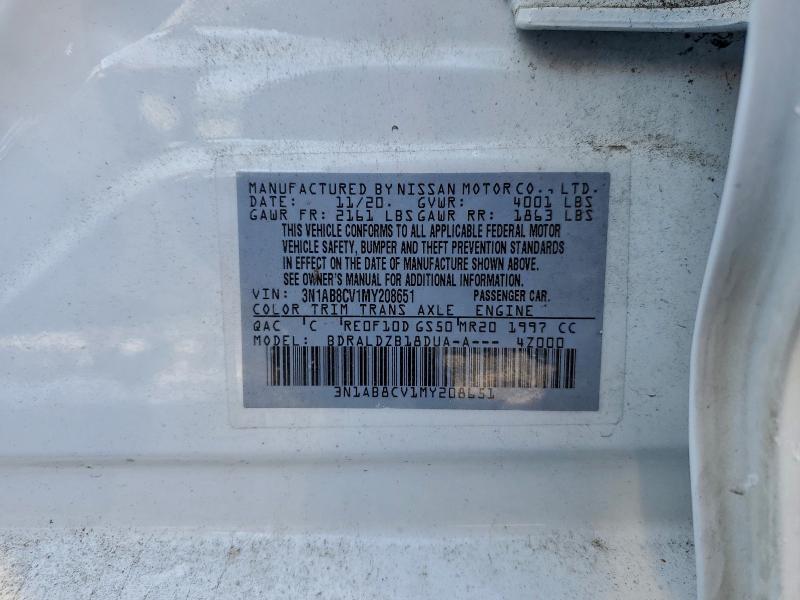 MANUFACTURED BY NISSAN MOTOR CO., LTD.
DATE: 11/20. GVWR: 4001 LBS
GAWR FR: 2161 LBS GAWR RR: 1863 LBS
THIS VEHICLE CONFORMS TO ALL APPLICABLE FEDERAL MOTOR
VEHICLE SAFETY, BUMPER AND THEFT PREVENTION STANDARDS
IN EFFECT ON THE DATE OF MANUFACTURE SHOWN ABOVE.
SEE OWNER'S MANUAL FOR ADDITIONAL INFORMATION.
VIN: 3N1AB8CV1MY208651 PASSENGER CAR.
COLOR TRIM TRANS AXLE ENGINE
QAC C RE0F10D GS50 MR20 1997 CC
MODEL: BDRALDZB18DUA-A--- 4Z000
3N1AB8CV1MY208651